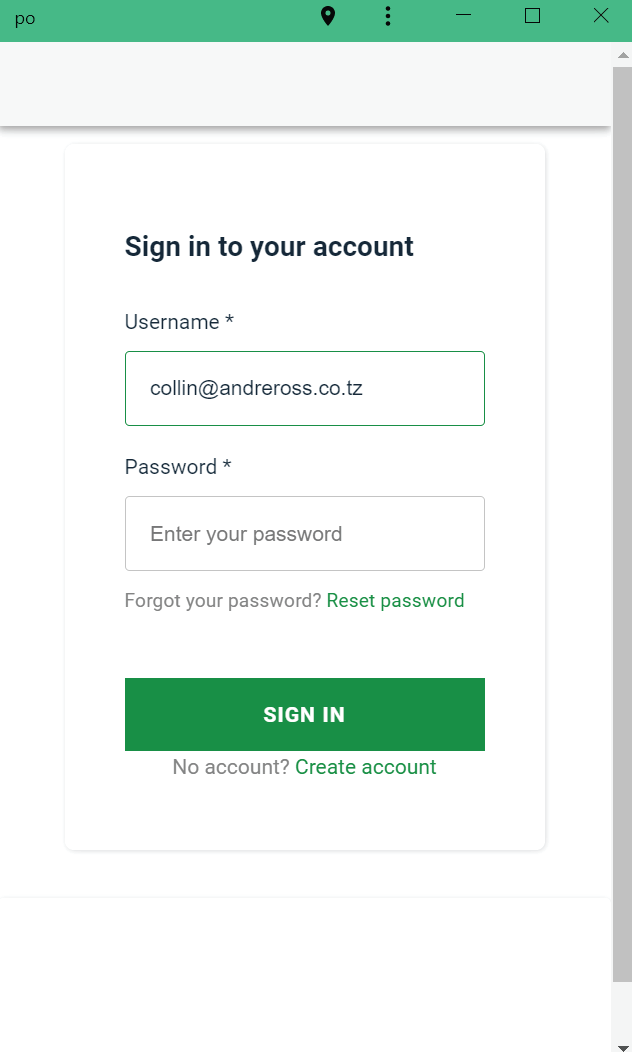 po
Sign in to your account
Username *
collin@andreross.co.tz
Password *
Enter your password
Forgot your password? Reset password
SIGN IN
No account? Create account